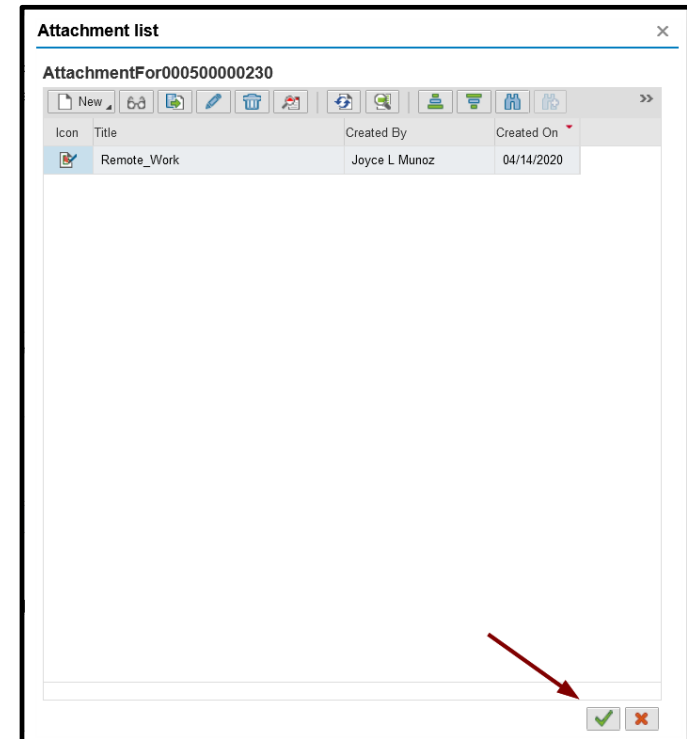 Attachment list
AttachmentFor000500000230
New
Icon Title Created By Created On
Remote_Work Joyce L Munoz 04/14/2020